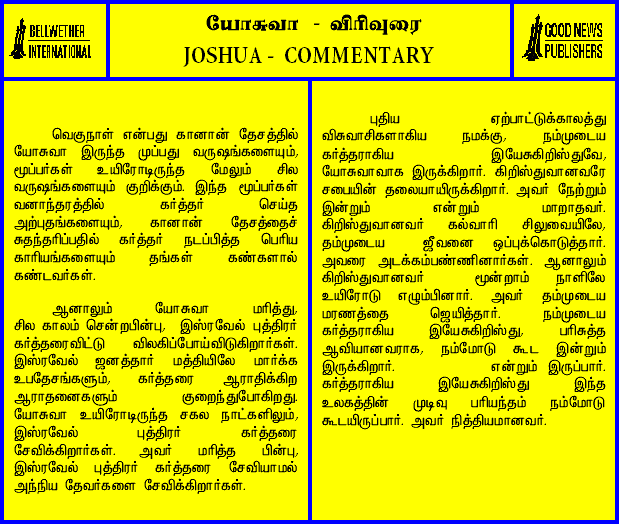 BELLWETHER
INTERNATIONAL
யோசுவா - விரிவுரை
JOSHUA - COMMENTARY
GOOD NEWS
PUBLISHERS
வெகுநாள் என்பது கானான் தேசத்தில்
யோசுவா இருந்த முப்பது வருஷங்களையும்,
மூப்பர்கள் உயிரோடிருந்த மேலும் சில
வருஷங்களையும் குறிக்கும். இந்த மூப்பர்கள்
வனாந்தரத்தில் கர்த்தர் செய்த
அற்புதங்களையும், கானான் தேசத்தைச்
சுதந்தரிப்பதில் கர்த்தர் நடப்பித்த பெரிய
காரியங்களையும் தங்கள் கண்களால்
கண்டவர்கள்.
ஆனாலும் யோசுவா மரித்து,
சில காலம் சென்றபின்பு, இஸ்ரவேல் புத்திரர்
கர்த்தரைவிட்டு விலகிப்போய்விடுகிறார்கள்.
இஸ்ரவேல் ஜனத்தார் மத்தியிலே மார்க்க
உபதேசங்களும், கர்த்தரை ஆராதிக்கிற
ஆராதனைகளும் குறைந்துபோகிறது.
யோசுவா உயிரோடிருந்த சகல நாட்களிலும்,
இஸ்ரவேல் புத்திரர் கர்த்தரை
சேவிக்கிறார்கள். அவர் மரித்த பின்பு,
இஸ்ரவேல் புத்திரர் கர்த்தரை சேவியாமல்
அந்நிய தேவர்களை சேவிக்கிறார்கள்.
புதிய ஏற்பாட்டுக்காலத்து
விசுவாசிகளாகிய நமக்கு, நம்முடைய
கர்த்தராகிய இயேசுகிறிஸ்துவே,
யோசுவாவாக இருக்கிறார். கிறிஸ்துவானவரே
சபையின் தலையாயிருக்கிறார். அவர் நேற்றும்
இன்றும் என்றும் மாறாதவர்.
கிறிஸ்துவானவர் கல்வாரி சிலுவையிலே,
தம்முடைய ஜீவனை ஒப்புக்கொடுத்தார்.
அவரை அடக்கம்பண்ணினார்கள். ஆனாலும்
கிறிஸ்துவானவர் மூன்றாம் நாளிலே
உயிரோடு எழும்பினார். அவர் தம்முடைய
மரணத்தை ஜெயித்தார். நம்முடைய
கர்த்தராகிய இயேசுகிறிஸ்து, பரிசுத்த
ஆவியானவராக, நம்மோடு கூட இன்றும்
இருக்கிறார். என்றும் இருப்பார்.
கர்த்தராகிய இயேசுகிறிஸ்து இந்த
உலகத்தின் முடிவு பரியந்தம் நம்மோடு
கூடயிருப்பார். அவர் நித்தியமானவர்.